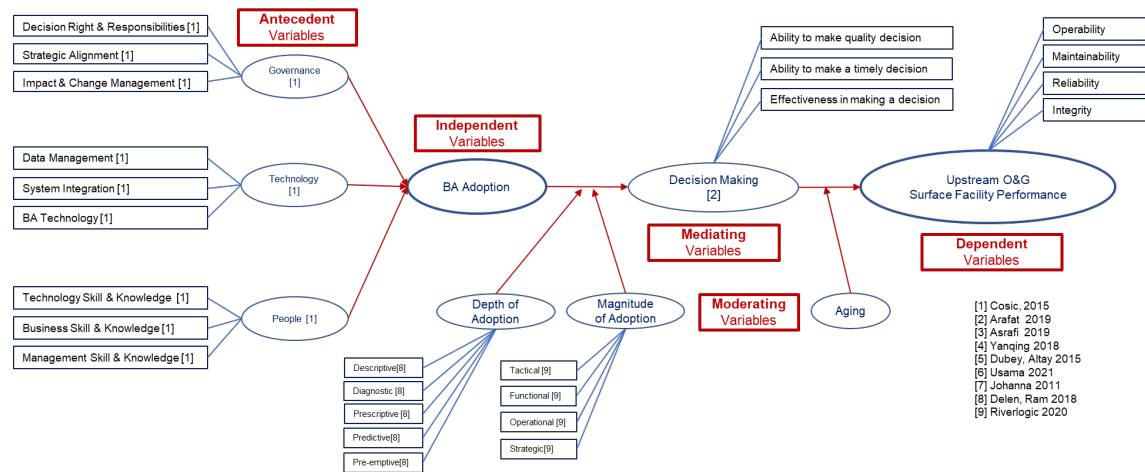 Antecedent
Variables
Decision Right & Responsibilities [1]
Strategic Alignment [1]
Impact & Change Management [1]
Governance
[1]
Independent
Variables
Data Management [1]
System Integration [1]
BA Technology [1]
Technology
[1]
BA Adoption
Technology Skill & Knowledge [1]
Business Skill & Knowledge [1]
Management Skill & Knowledge [1]
People [1]
Ability to make quality decision
Ability to make a timely decision
Effectiveness in making a decision
Decision Making
[2]
Mediating
Variables
Operability
Maintainability
Reliability
Integrity
Upstream O&G
Surface Facility Performance
Dependent
Variables
Depth of
Adoption
Magnitude
of Adoption
Moderating
Variables
Aging
Descriptive[8]
Diagnostic [8]
Prescriptive [8]
Predictive[8]
Pre-emptive[8]
Tactical [9]
Functional [9]
Operational [9]
Strategic[9]
[1] Cosic, 2015
[2] Arafat 2019
[3] Asrafi 2019
[4] Yanqing 2018
[5] Dubey, Altay 2015
[6] Usama 2021
[7] Johanna 2011
[8] Delen, Ram 2018
[9] Riverlogic 2020